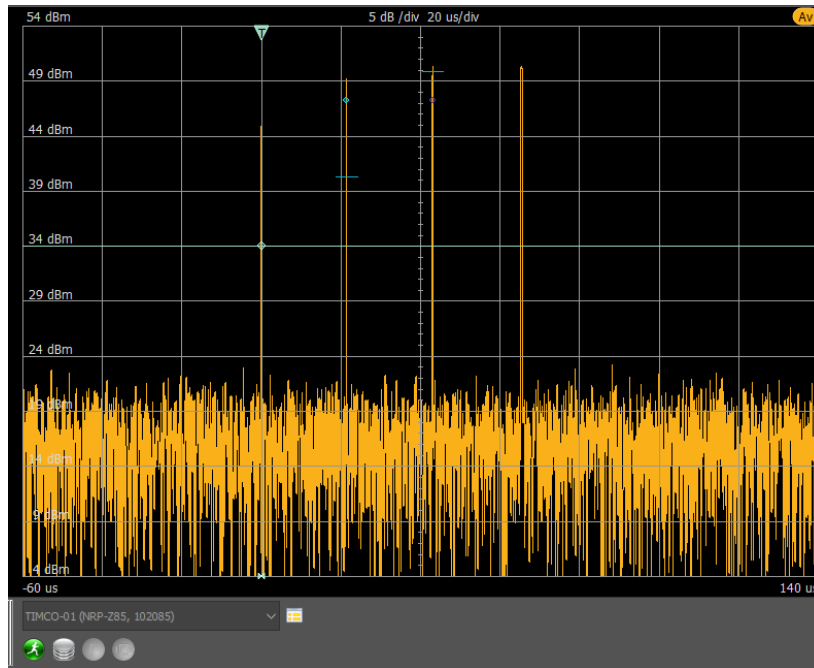 54 dBm
5 dB /div 20 us/div
Av
T
49 dBm
44 dBm
39 dBm
34 dBm
29 dBm
24 dBm
19 dBm
14 dBm
9 dBm
4 dBm
-60 us
140 us
TIMCO-01 (NRP-Z85, 102085)